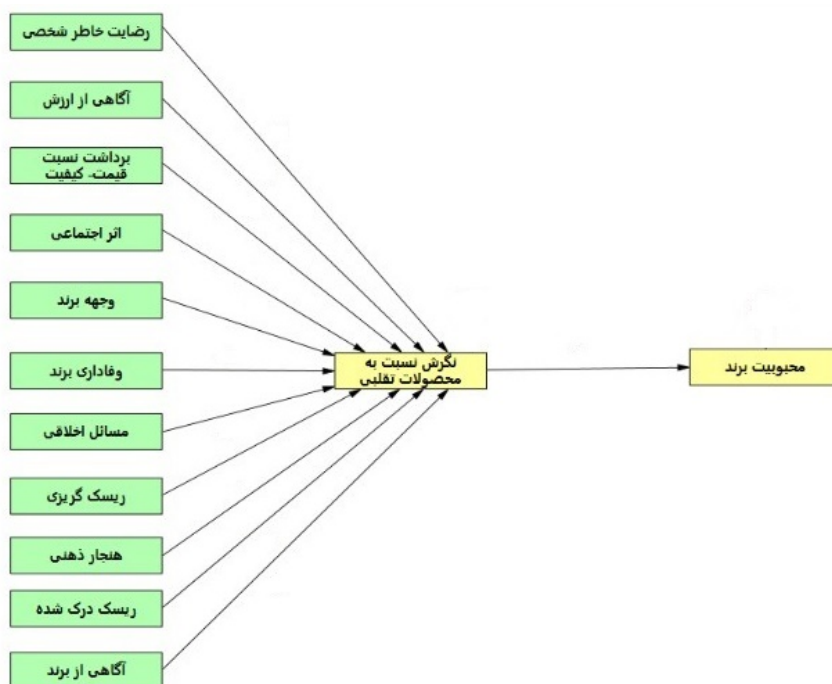 رضایت خاطر شخصی
آگاهی از ارزش
برداشت نسبت
قیمت- کیفیت
اثر اجتماعی
وجهه برند
وفاداری برند
مسائل اخلاقی
ریسک گریزی
هنجار ذهنی
ریسک درک شده
آگاهی از برند
نگرش نسبت به
محصولات تقلبی
محبوبیت برند